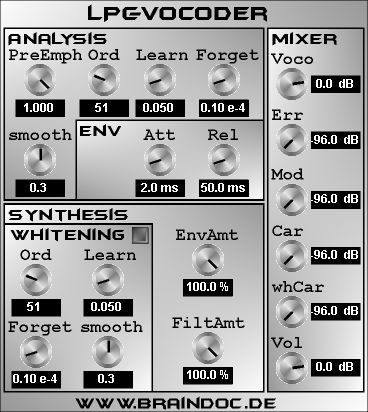 LPG-VOCODER
ANALYSIS
PreEmph Ord Learn Forget
1.000 51 0.050 0.10 e-4
smooth
0.3
ENV
Att Rel
2.0 ms 50.0 ms
SYNTHESIS
WHITENING
Ord Learn
51 0.050
Forget smooth
0.10 e-4 0.3
EnvAmt
100.0 %
FiltAmt
100.0 %
MIXER
Voco
0.0 dB
Err
-96.0 dB
Mod
-96.0 dB
Car
-96.0 dB
whCar
-96.0 dB
Vol
0.0 dB
WWW.BRAINDOC.DE